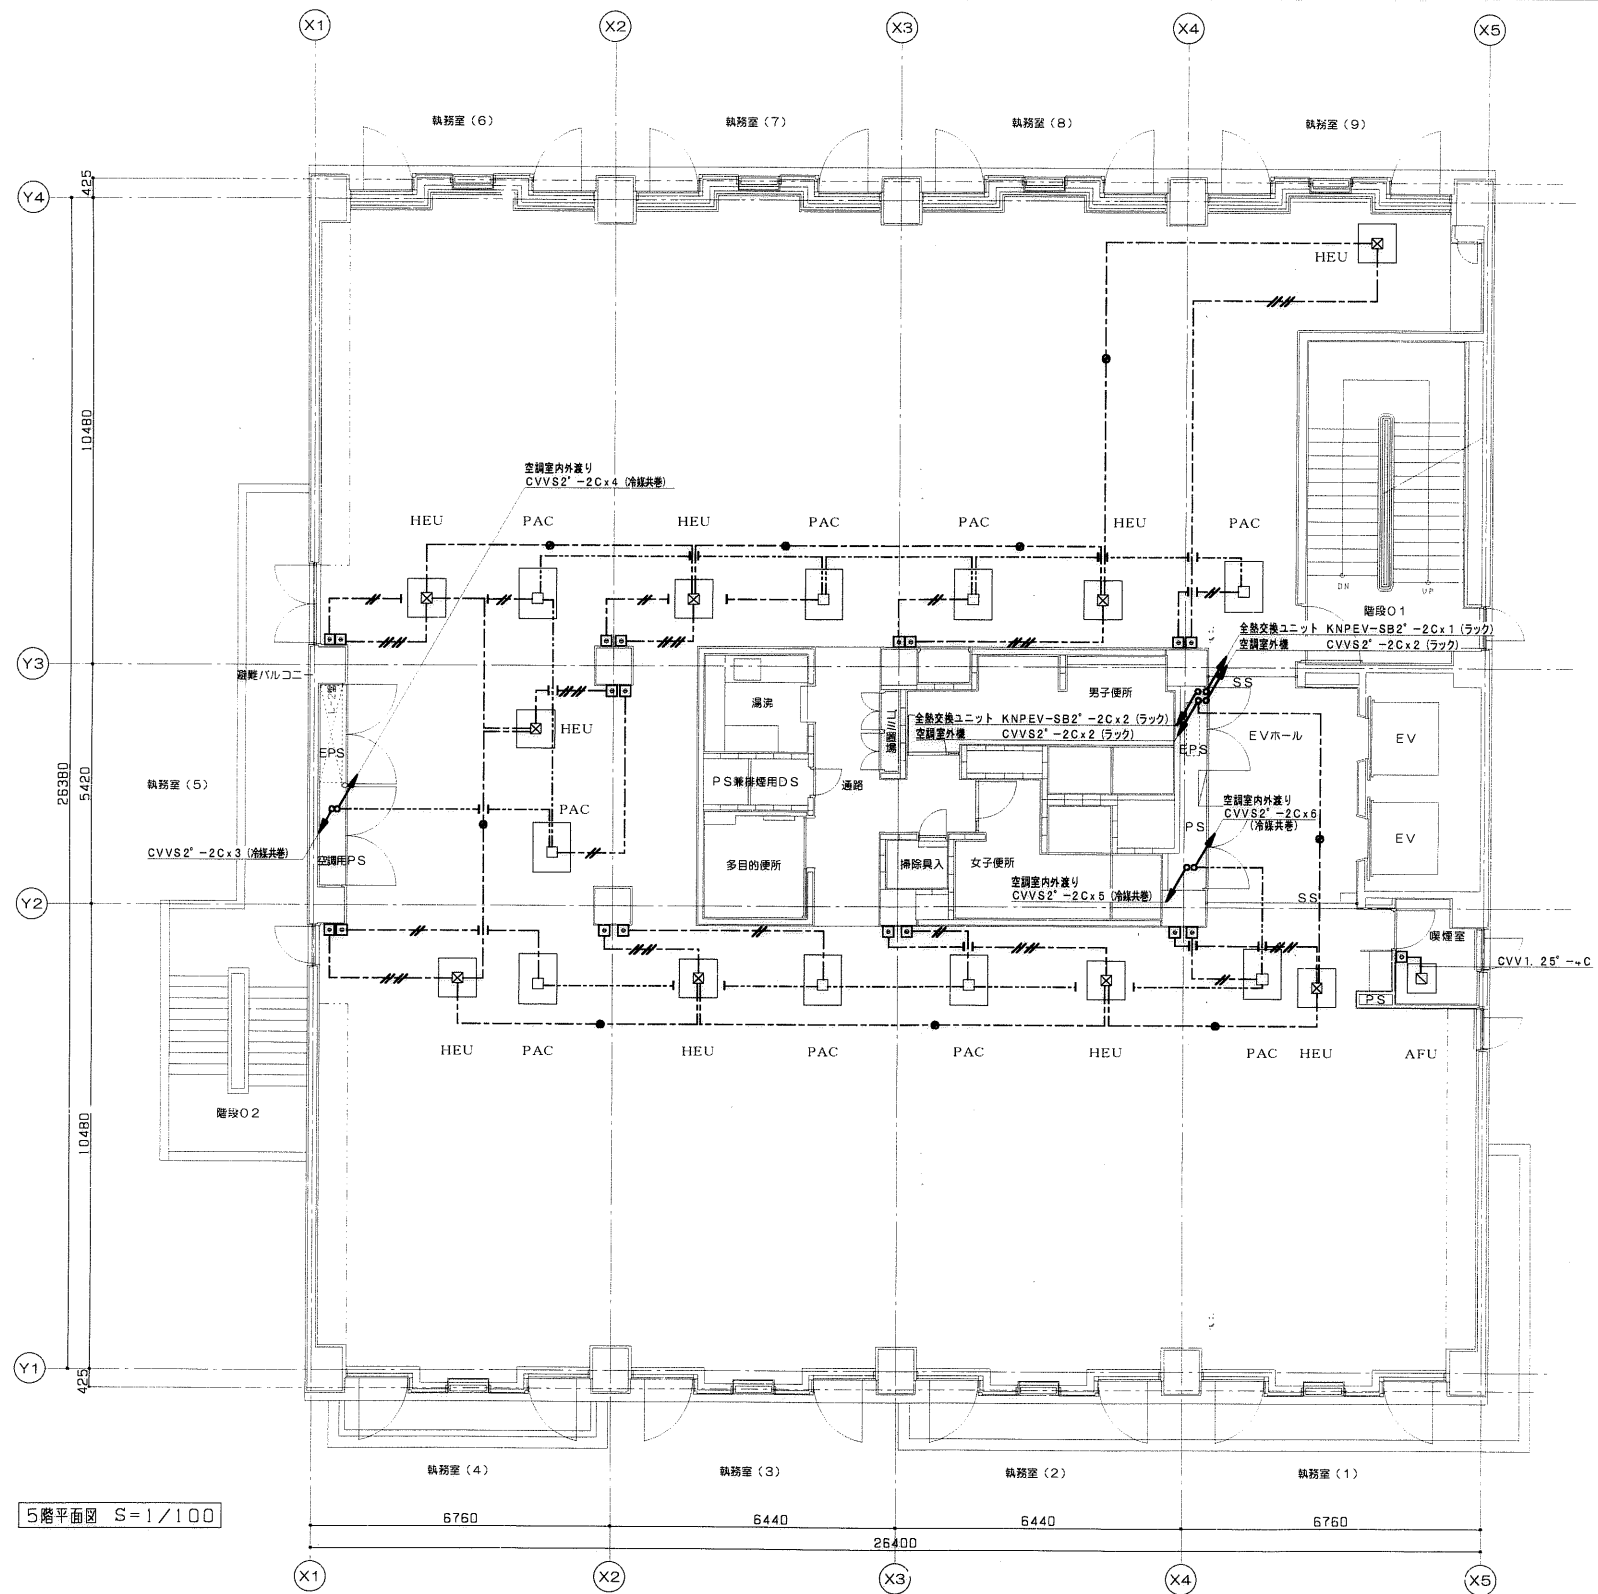 X1
X2
X3
X4
X5
執務室(6)
執務室(7)
執務室(8)
執務室(9)
Y4
425
HEU
10480
空調室内外渡り
CVVS2°-2C×4 (冷媒共巻)
HEU
PAC
HEU
PAC
PAC
HEU
PAC
DN
UP
階段01
全熱交換ユニット KNPEV-SB2°-2C×1 (ラック)
空調室外機 CVVS2°-2C×2 (ラック)
Y3
避難バルコニー
SS
湯沸
男子便所
全熱交換ユニット KNPEV-SB2°-2C×2 (ラック)
空調室外機 CVVS2°-2C×2 (ラック)
HEU
EPS
EPS
EVホール
EV
執務室(5)
26380
5420
PS兼排煙用DS
通路
PAC
空調室内外渡り
CVVS2°-2C×6
(冷媒共巻)
PS
EV
CVVS2°-2C×3 (冷媒共巻)
空調用PS
多目的便所
掃除具入
女子便所
空調室内外渡り
CVVS2°-2C×5 (冷媒共巻)
SS
Y2
喫煙室
CVV1.25°-4C
PS
HEU
PAC
HEU
PAC
PAC
HEU
PAC
HEU
AFU
階段02
10480
Y1
425
執務室(4)
執務室(3)
執務室(2)
執務室(1)
5階平面図 S=1/100
6760
6440
6440
6760
26400
X1
X2
X3
X4
X5